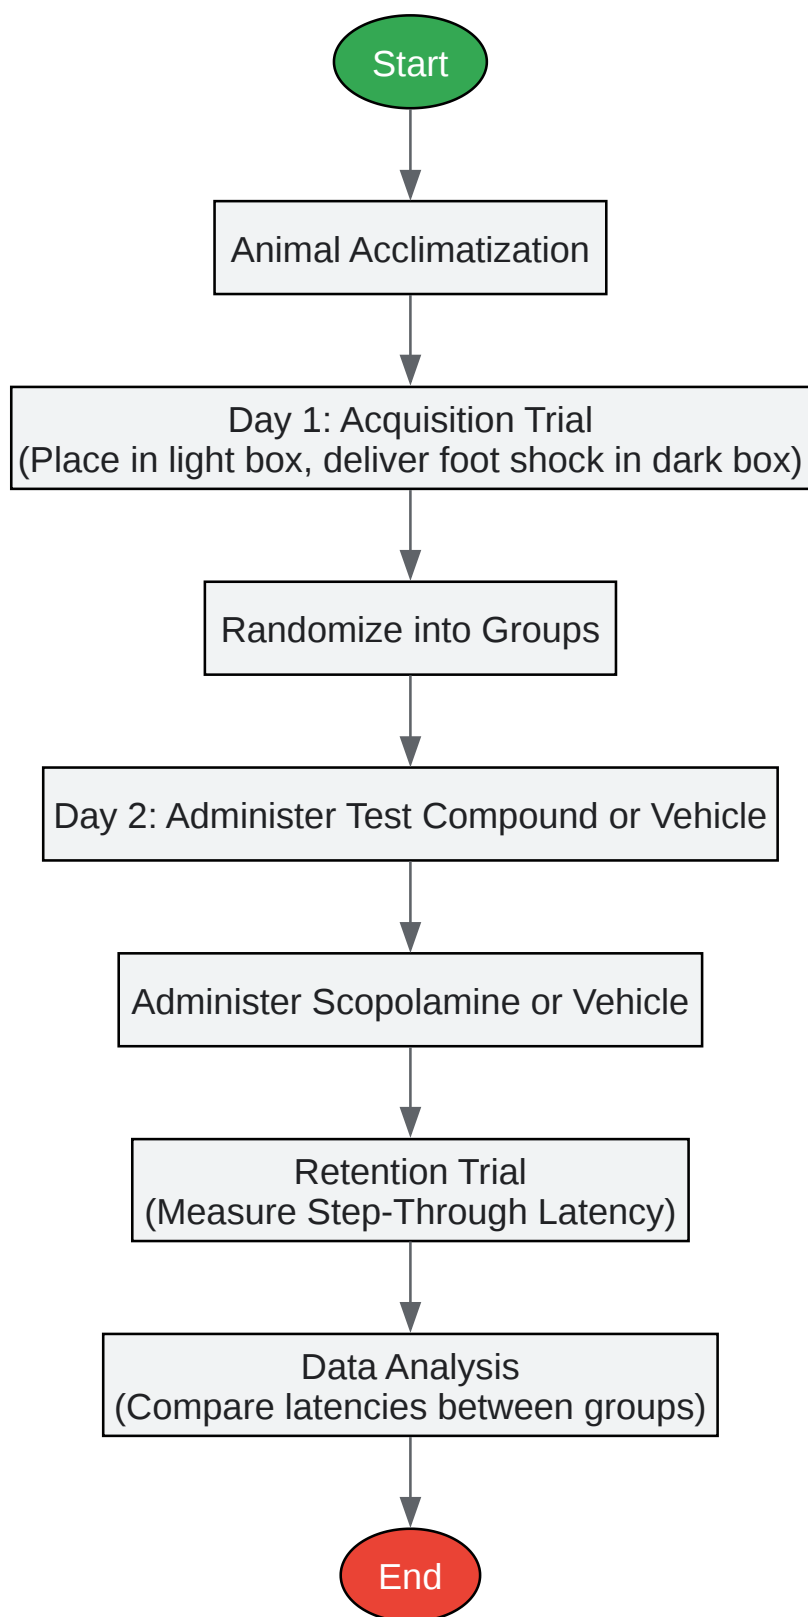 Start
Animal Acclimatization
Day 1: Acquisition Trial
(Place in light box, deliver foot shock in dark box)
Randomize into Groups
Day 2: Administer Test Compound or Vehicle
Administer Scopolamine or Vehicle
Retention Trial
(Measure Step-Through Latency)
Data Analysis
(Compare latencies between groups)
End